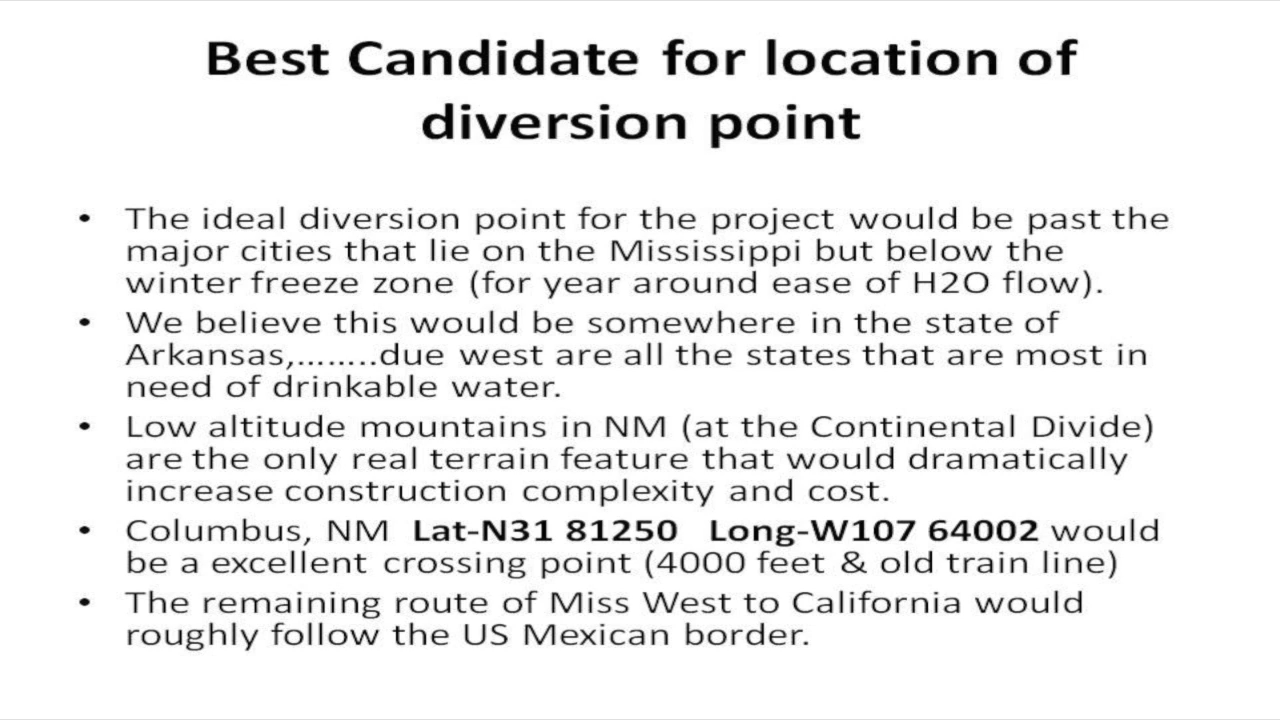 Best Candidate for location of
diversion point
• The ideal diversion point for the project would be past the
major cities that lie on the Mississippi but below the
winter freeze zone (for year around ease of H2O flow).
• We believe this would be somewhere in the state of
Arkansas,........due west are all the states that are most in
need of drinkable water.
• Low altitude mountains in NM (at the Continental Divide)
are the only real terrain feature that would dramatically
increase construction complexity and cost.
• Columbus, NM Lat-N31 81250 Long-W107 64002 would
be a excellent crossing point (4000 feet & old train line)
• The remaining route of Miss West to California would
roughly follow the US Mexican border.